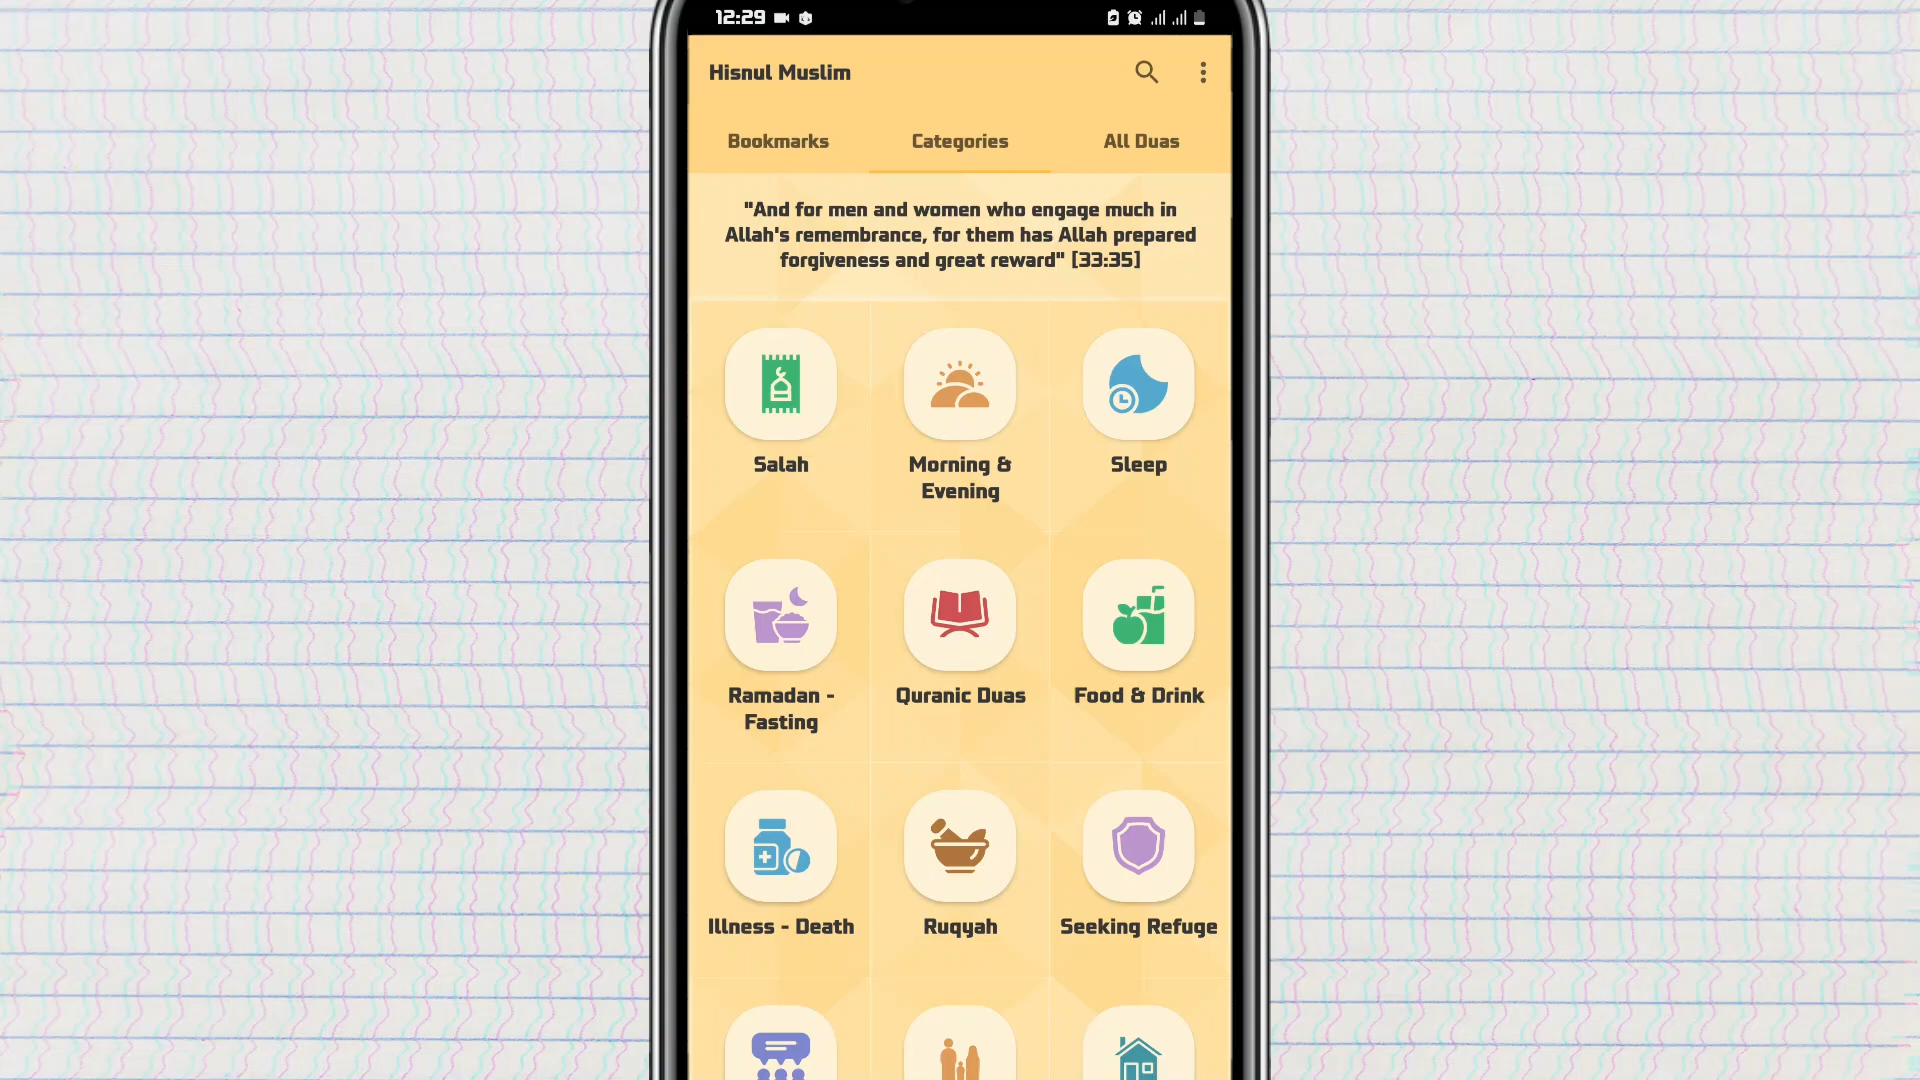 12:29
Hisnul Muslim
Bookmarks
Categories
All Duas
"And for men and women who engage much in
Allah's remembrance, for them has Allah prepared
forgiveness and great reward" [33:35]
Salah
Morning &
Evening
Sleep
Ramadan -
Fasting
Quranic Duas
Food & Drink
Illness - Death
Ruqyah
Seeking Refuge